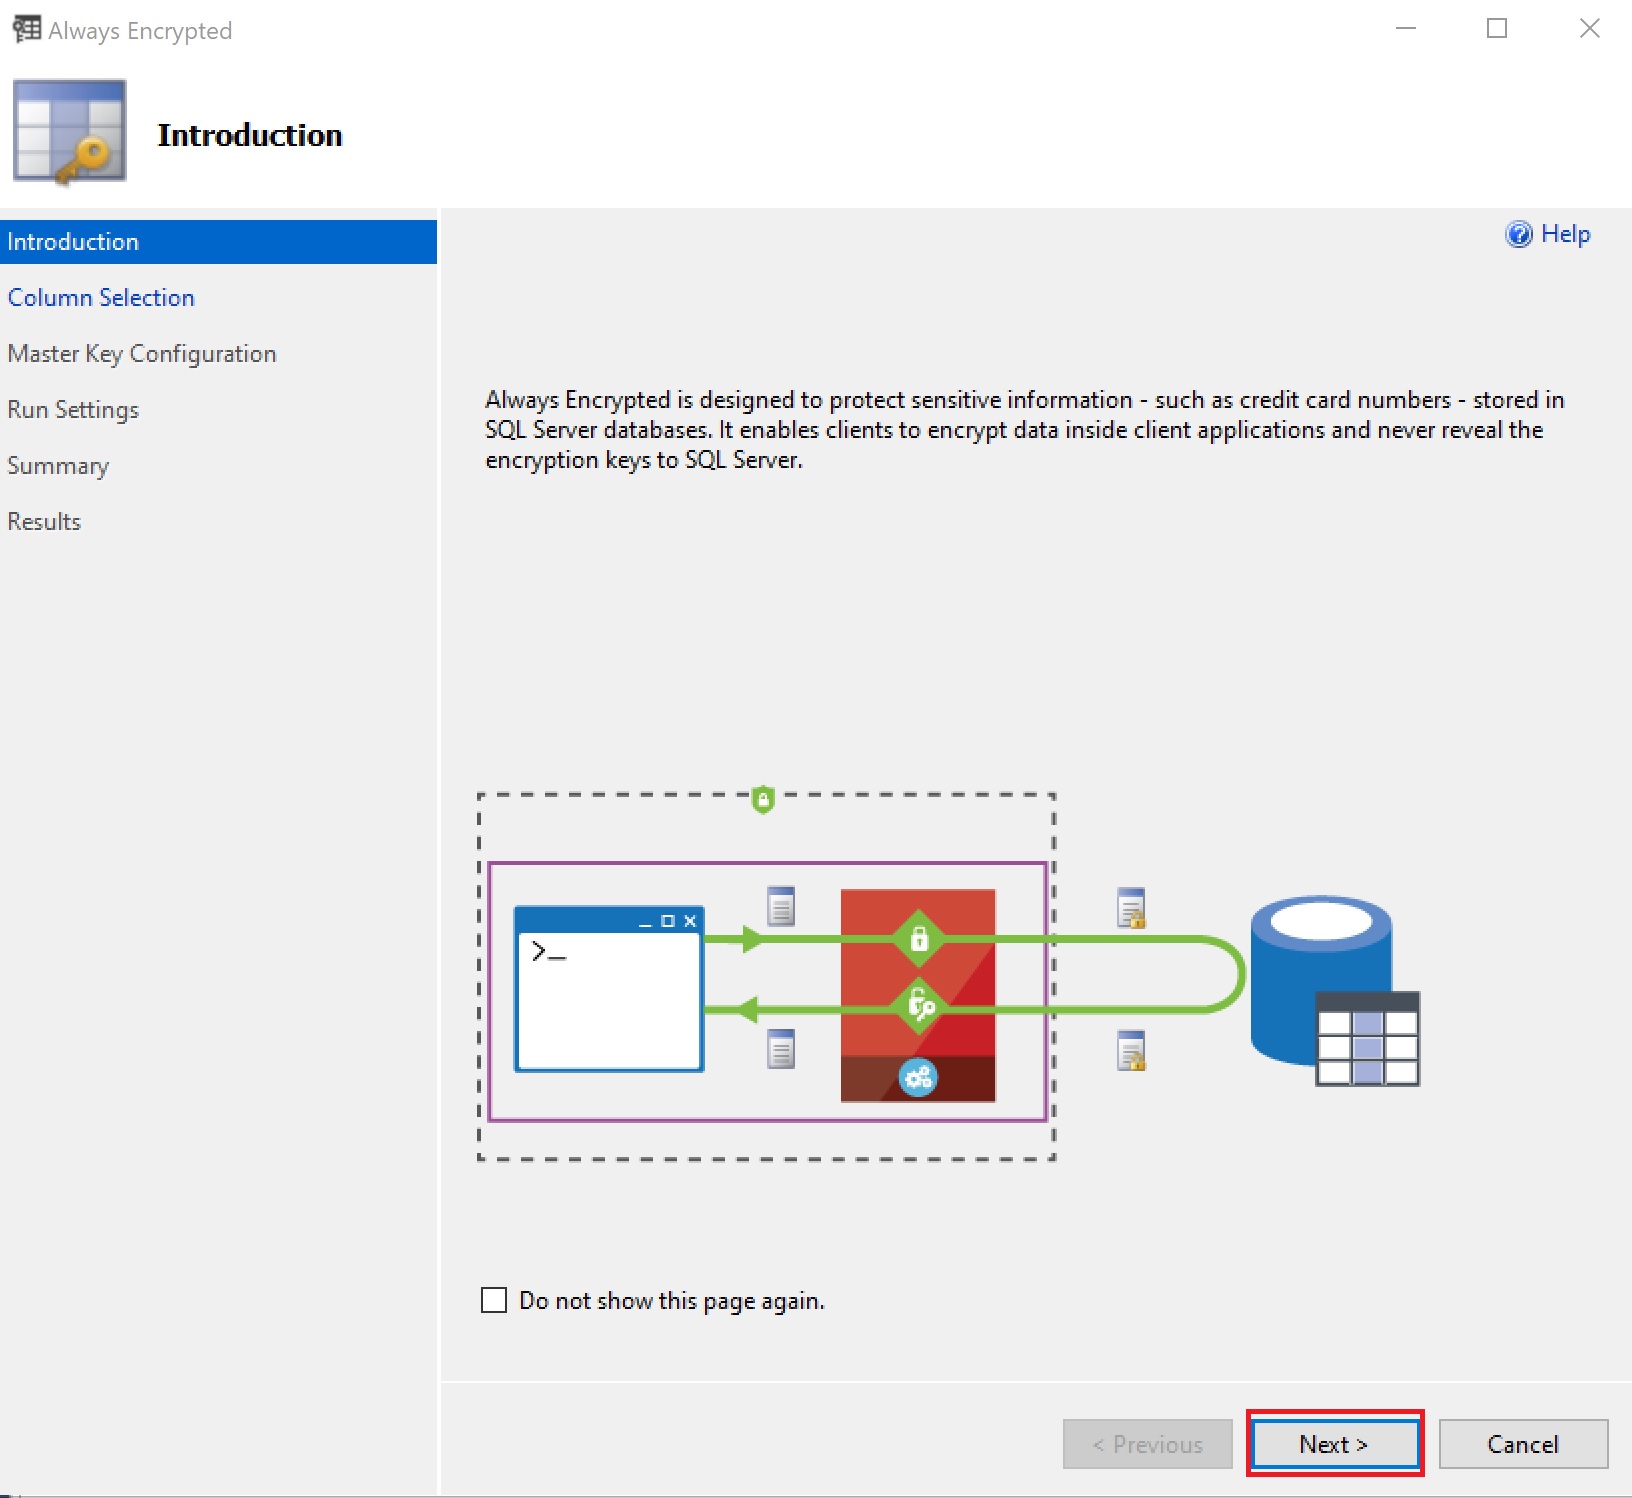 Always Encrypted
Introduction
Introduction
Column Selection
Master Key Configuration
Run Settings
Summary
Results
Help
Always Encrypted is designed to protect sensitive information - such as credit card numbers - stored in
SQL Server databases. It enables clients to encrypt data inside client applications and never reveal the
encryption keys to SQL Server.
>_
Do not show this page again.
< Previous
Next >
Cancel